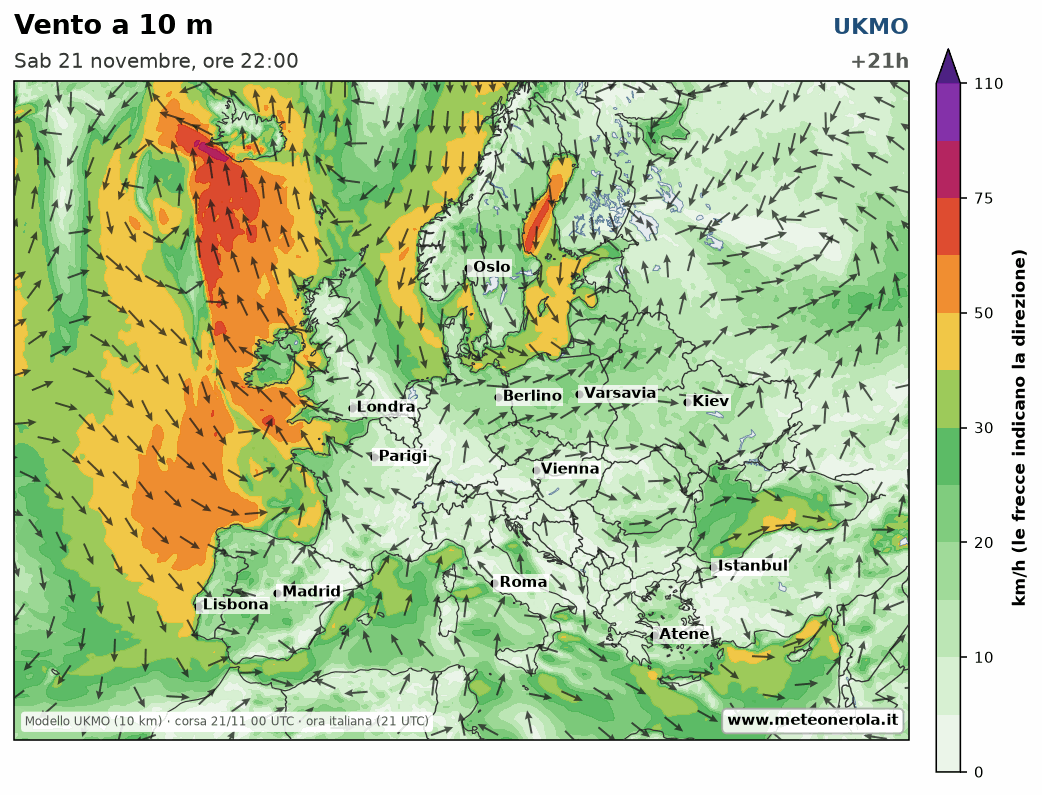 Vento a 10 m
UKMO
Sab 21 novembre, ore 22:00
+21h
110
75
50
30
20
10
0
km/h (le frecce indicano la direzione)
Oslo
Londra
Berlino
Varsavia
Kiev
Parigi
Vienna
Istanbul
Roma
Madrid
Lisbona
Atene
Modello UKMO (10 km) · corsa 21/11 00 UTC · ora italiana (21 UTC)
www.meteonerola.it